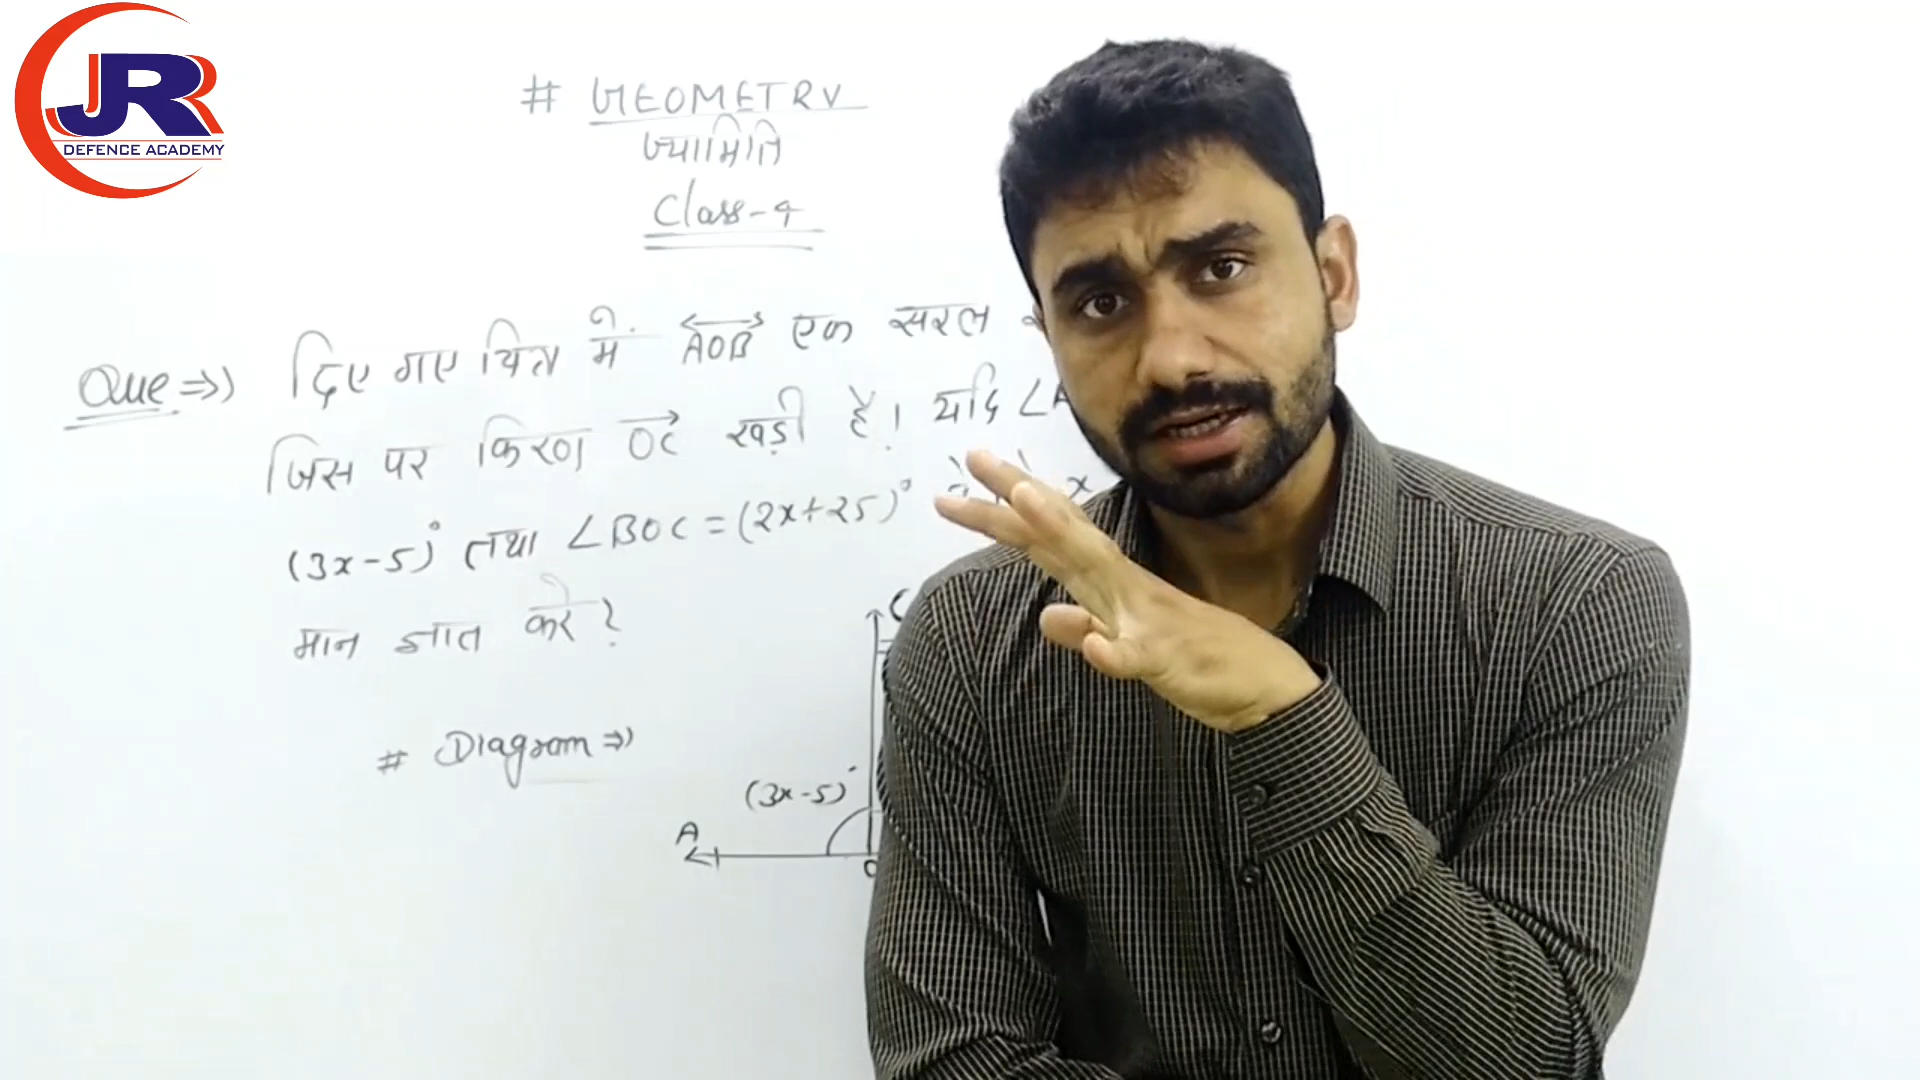 JR
DEFENCE ACADEMY
# GEOMETRY
ज्यामिति
Class-4
Que ⇒) दिए गए चित्र में AOB एक सरल
जिस पर किरण OC खड़ी है। यदि ∠A
(3x-5)° तथा ∠BOC = (2x+25)° x
मान ज्ञात करे ?
# Diagram ⇒)
C
(3x-5)°
A
O